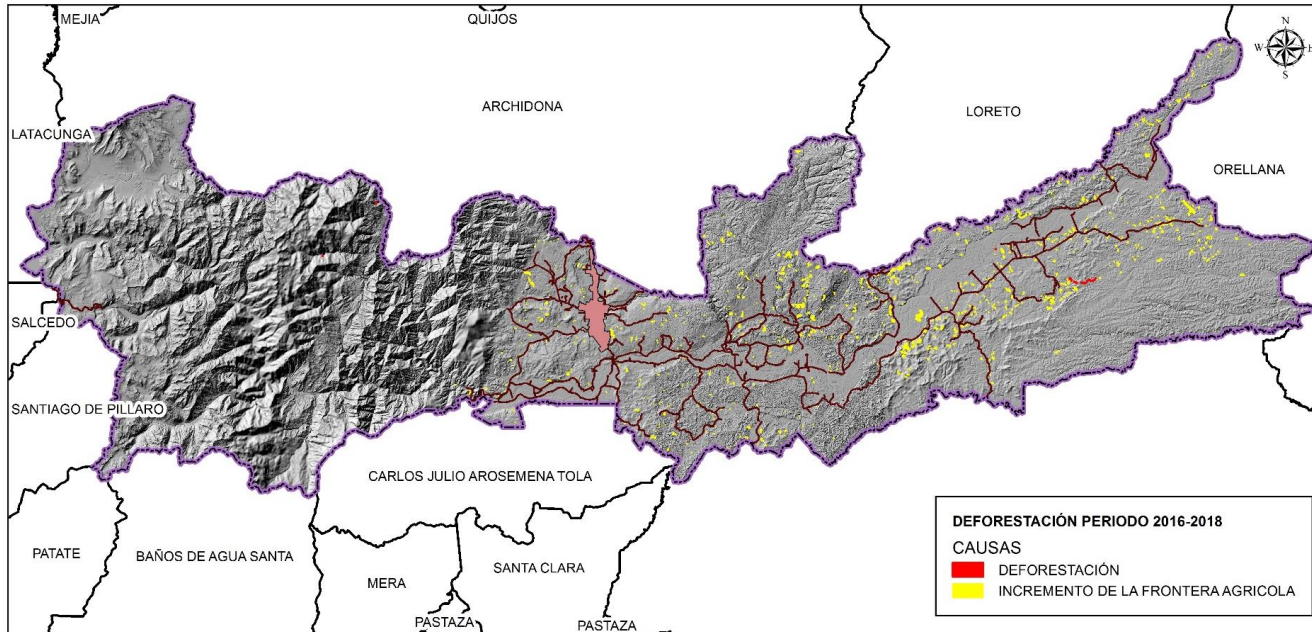 MEJIA
QUIJOS
N
W
E
S
ARCHIDONA
LORETO
LATACUNGA
ORELLANA
SALCEDO
SANTIAGO DE PILLARO
CARLOS JULIO AROSEMENA TOLA
PATATE
BAÑOS DE AGUA SANTA
MERA
SANTA CLARA
PASTAZA
PASTAZA
DEFORESTACIÓN PERIODO 2016-2018
CAUSAS
DEFORESTACIÓN
INCREMENTO DE LA FRONTERA AGRICOLA